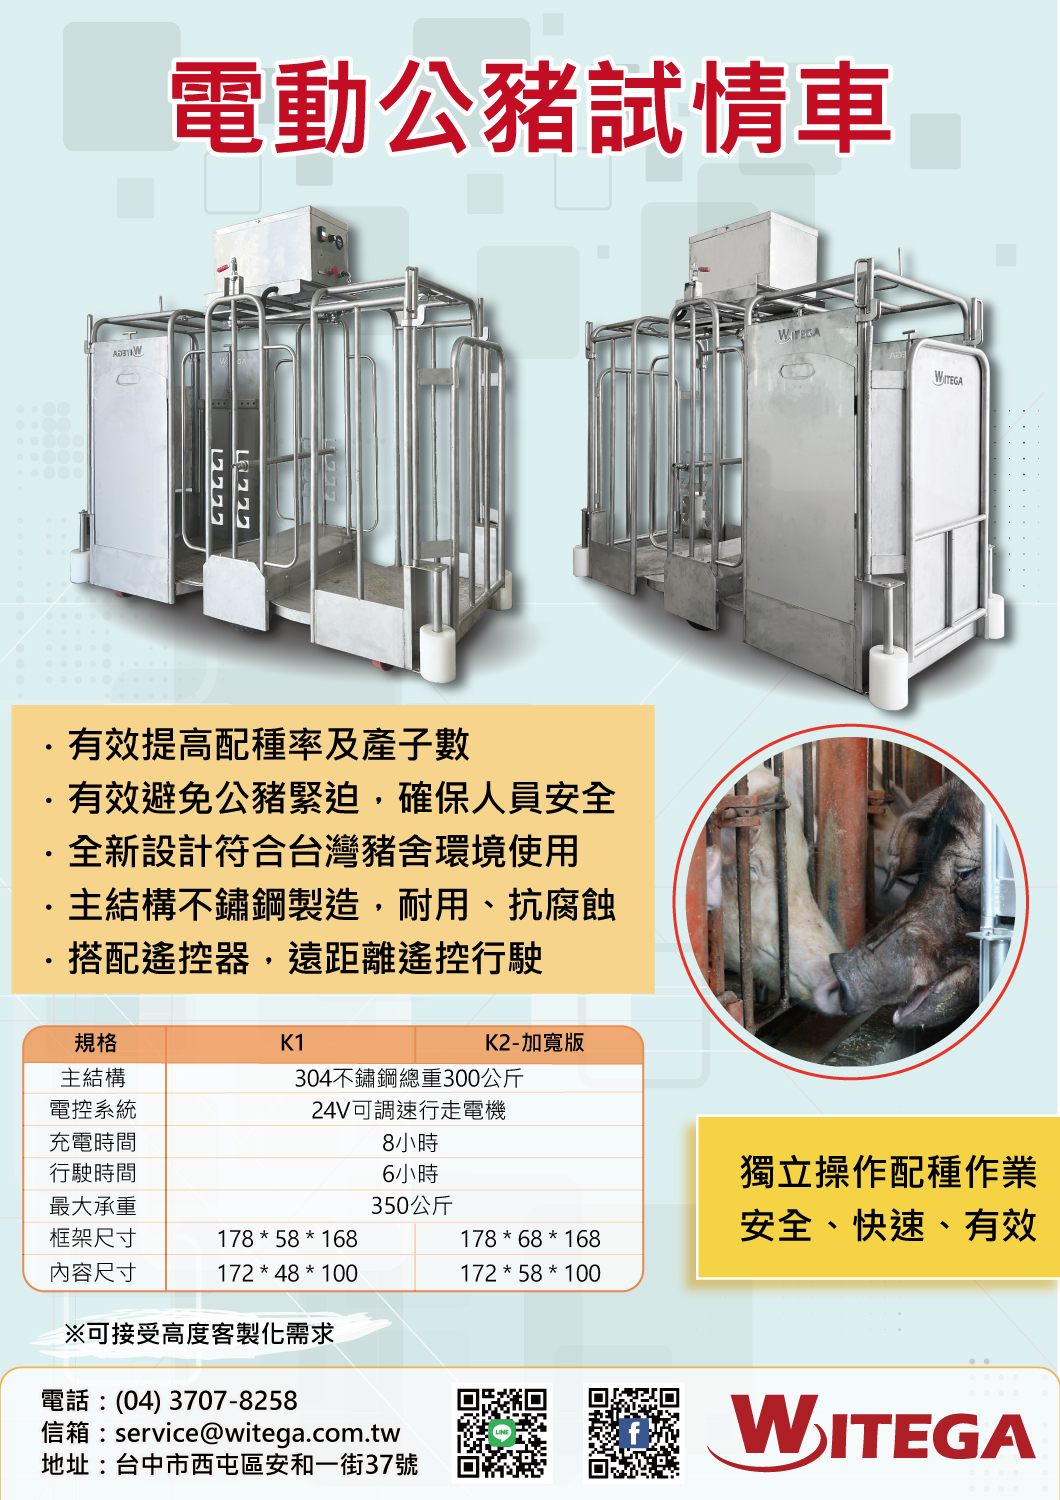 電動公豬試情車
WITEGA
WITEGA
WITEGA
· 有效提高配種率及產子數
· 有效避免公豬緊迫，確保人員安全
· 全新設計符合台灣豬舍環境使用
· 主結構不鏽鋼製造，耐用、抗腐蝕
· 搭配遙控器，遠距離遙控行駛
規格 K1 K2-加寬版
主結構 304不鏽鋼總重300公斤
電控系統 24V可調速行走電機
充電時間 8小時
行駛時間 6小時
最大承重 350公斤
框架尺寸 178 * 58 * 168 178 * 68 * 168
內容尺寸 172 * 48 * 100 172 * 58 * 100
獨立操作配種作業
安全、快速、有效
※可接受高度客製化需求
電話：(04) 3707-8258
信箱：service@witega.com.tw
地址：台中市西屯區安和一街37號
LINE
f
WITEGA